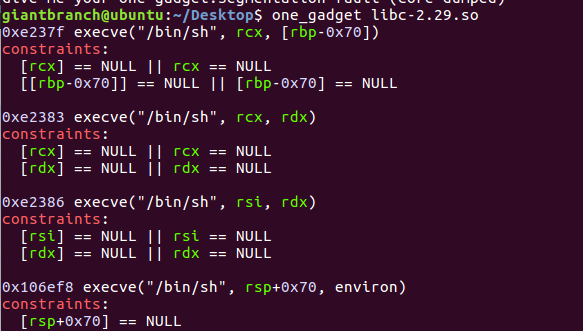 give me your one gadget:Segmentation fault (core dumped)
giantbranch@ubuntu:~/Desktop$ one_gadget libc-2.29.so
0xe237f execve("/bin/sh", rcx, [rbp-0x70])
constraints:
  [rcx] == NULL || rcx == NULL
  [[rbp-0x70]] == NULL || [rbp-0x70] == NULL

0xe2383 execve("/bin/sh", rcx, rdx)
constraints:
  [rcx] == NULL || rcx == NULL
  [rdx] == NULL || rdx == NULL

0xe2386 execve("/bin/sh", rsi, rdx)
constraints:
  [rsi] == NULL || rsi == NULL
  [rdx] == NULL || rdx == NULL

0x106ef8 execve("/bin/sh", rsp+0x70, environ)
constraints:
  [rsp+0x70] == NULL